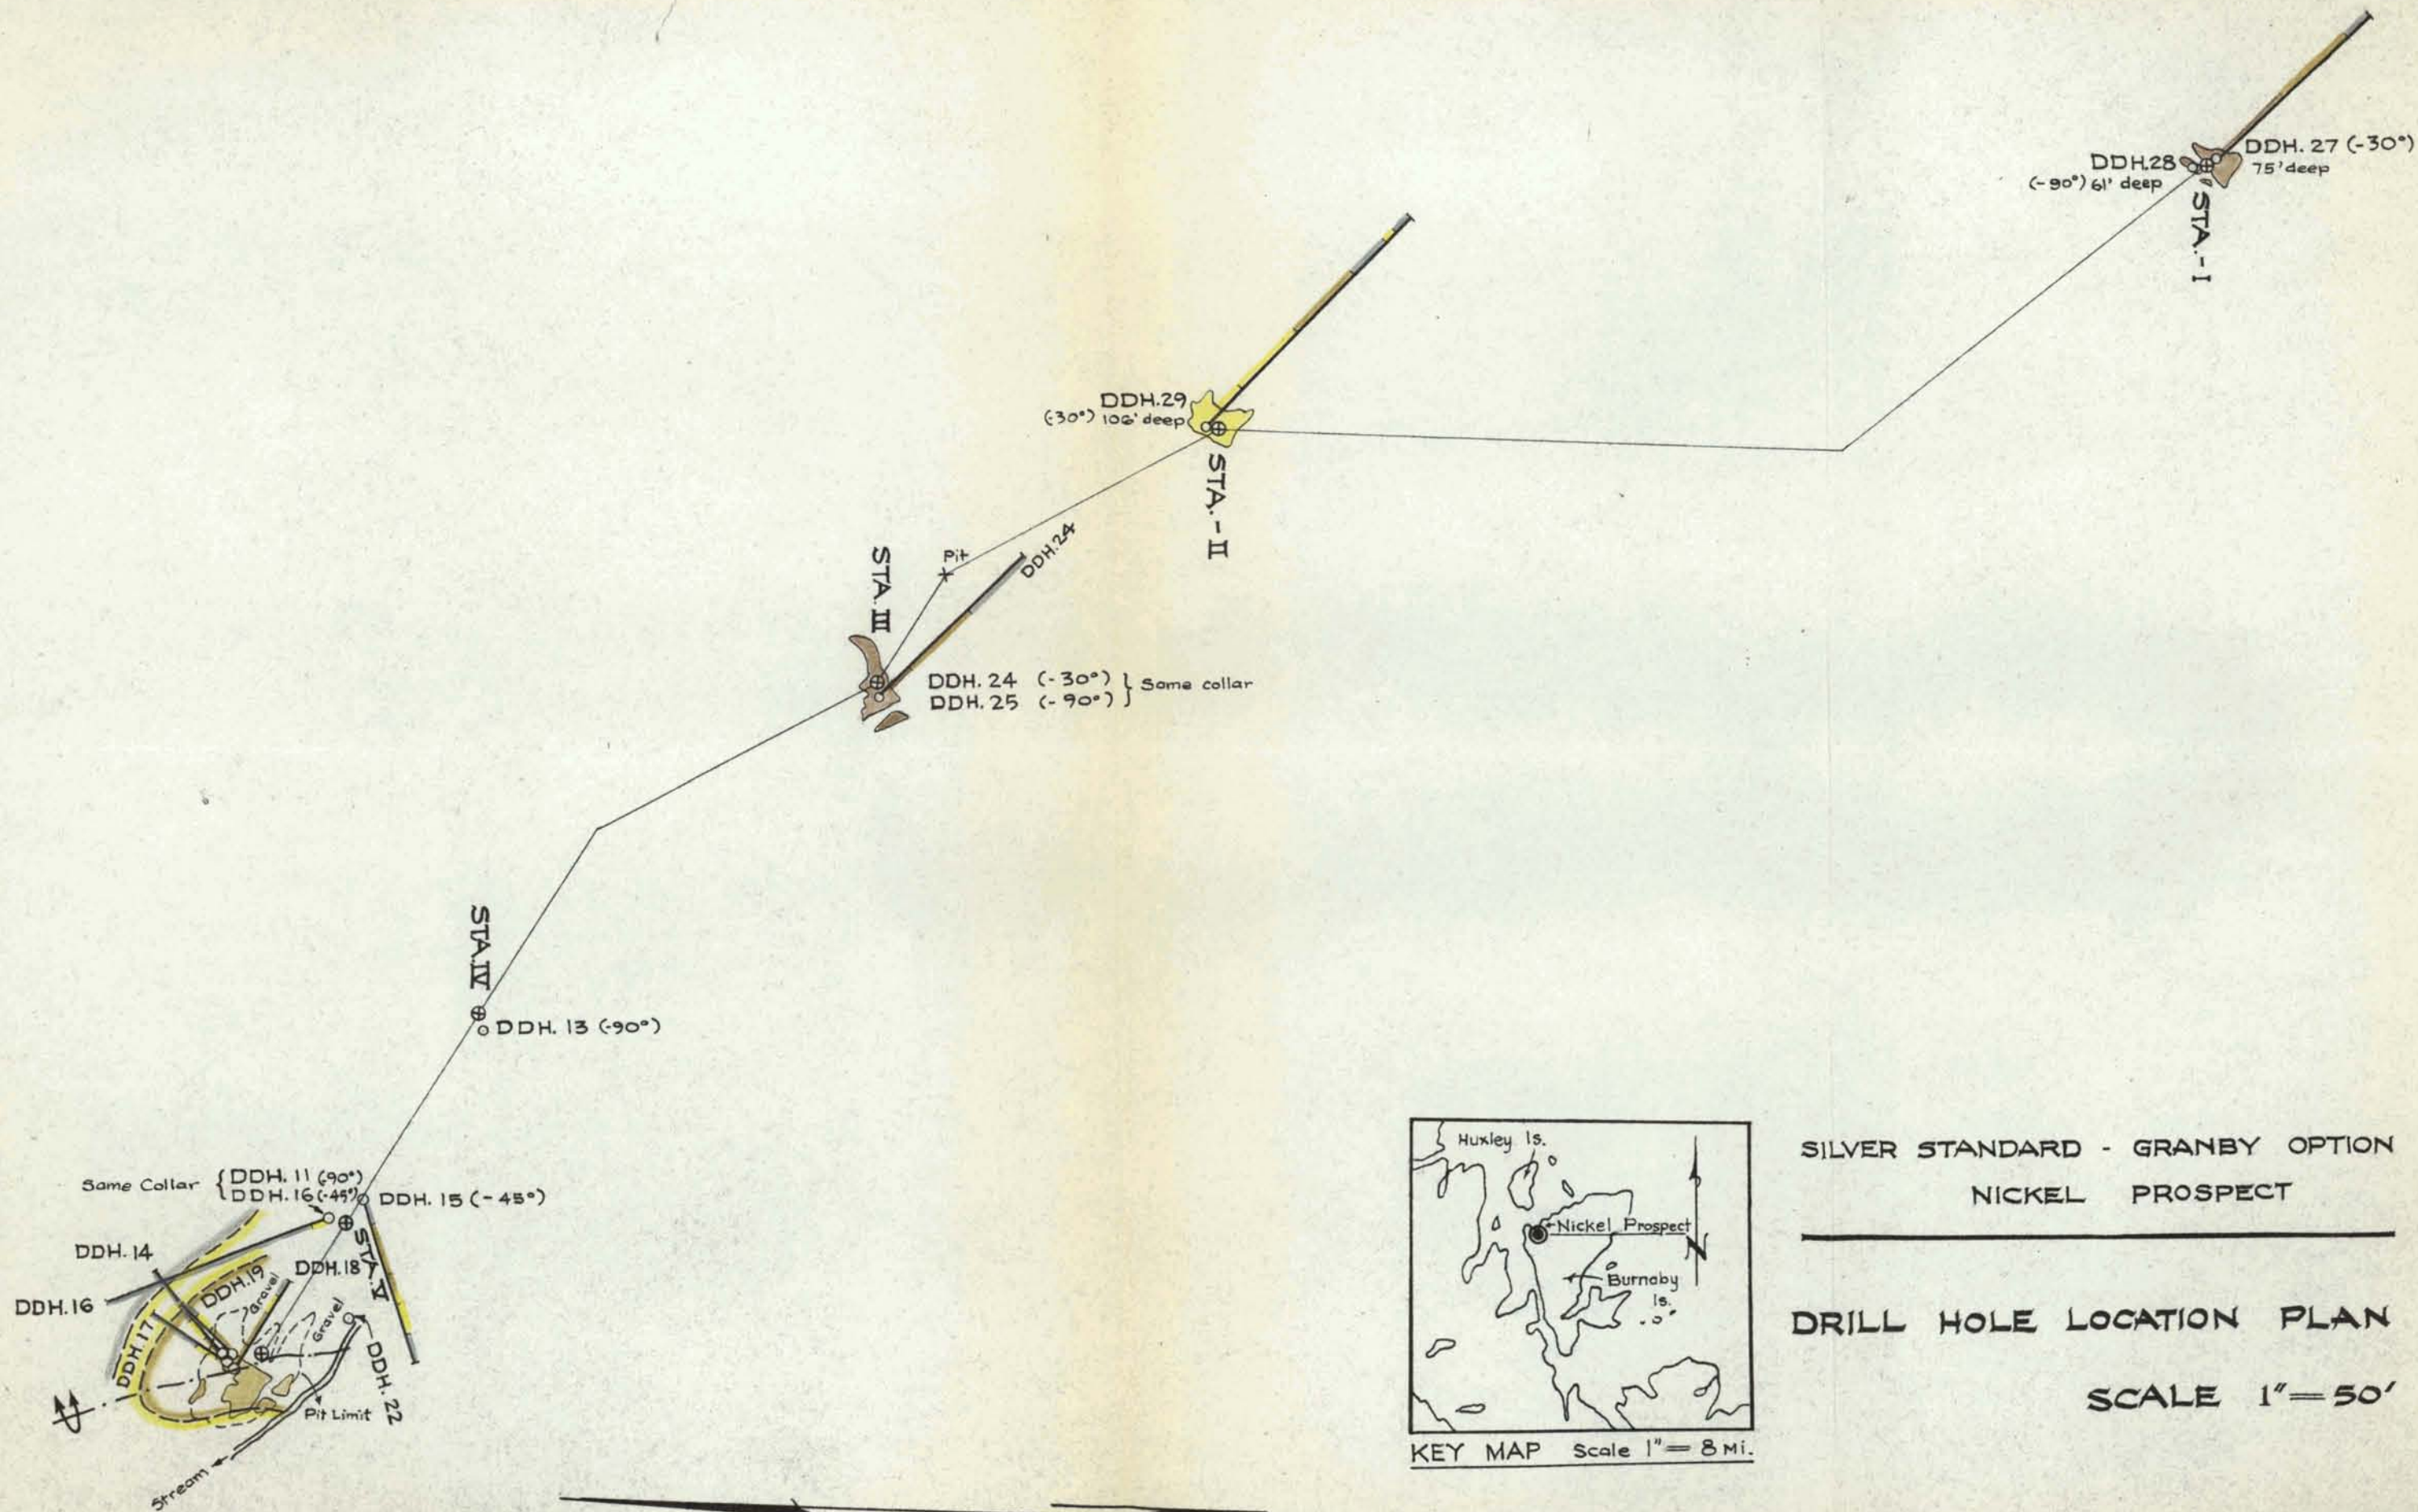 DDH. 27 (-30°)
75' deep
DDH.28
(-90°) 61' deep
STA.-I
DDH.29
(-30°) 106' deep
STA.-II
Pit
DDH.24
STA. III
DDH. 24 (-30°)
DDH. 25 (-90°)
Same collar
STA. IV
DDH. 13 (-90°)
Same Collar
DDH. 11 (-90°)
DDH. 16 (-45°)
DDH. 15 (-45°)
STA. V
DDH. 14
DDH. 16
DDH. 19
DDH. 18
Gravel
Gravel
DDH. 17
DDH. 22
Pit Limit
Stream
Huxley Is.
Nickel Prospect
N
Burnaby
Is.
KEY MAP Scale 1" = 8 Mi.
SILVER STANDARD - GRANBY OPTION
NICKEL PROSPECT
DRILL HOLE LOCATION PLAN
SCALE 1" = 50'